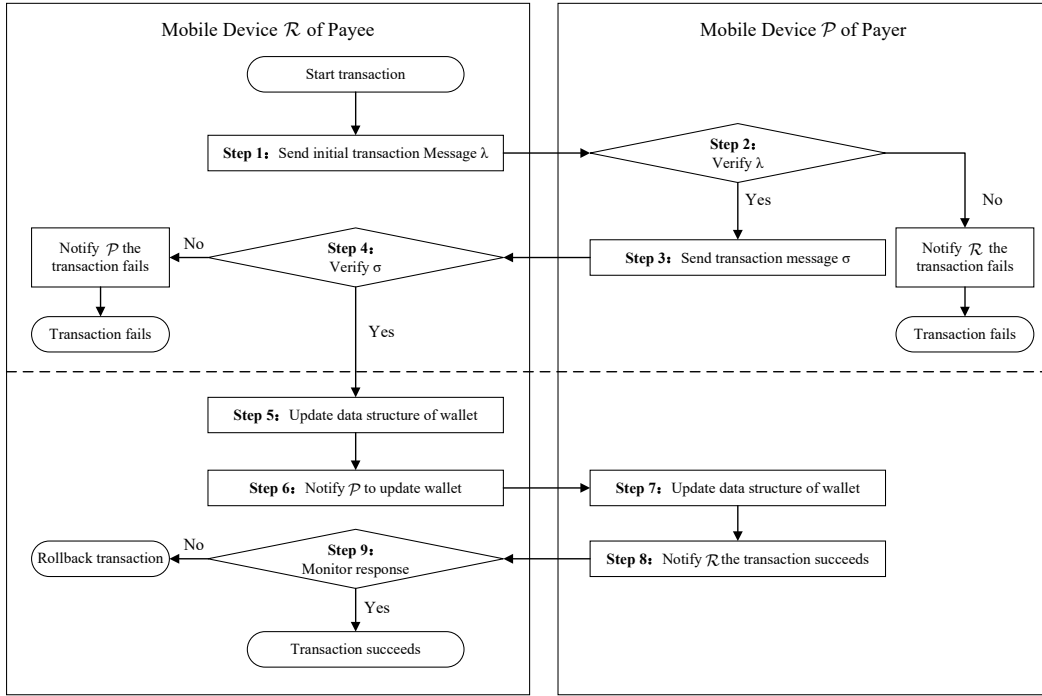 Mobile Device ℛ of Payee
Mobile Device 𝒫 of Payer
Start transaction
Step 1：Send initial transaction Message λ
Step 2：
Verify λ
Yes
No
Notify ℛ the
transaction fails
Transaction fails
Step 3：Send transaction message σ
Step 4：
Verify σ
No
Notify 𝒫 the
transaction fails
Transaction fails
Yes
Step 5：Update data structure of wallet
Step 6：Notify 𝒫 to update wallet
Step 7：Update data structure of wallet
Step 8：Notify ℛ the transaction succeeds
Step 9：
Monitor response
No
Rollback transaction
Yes
Transaction succeeds